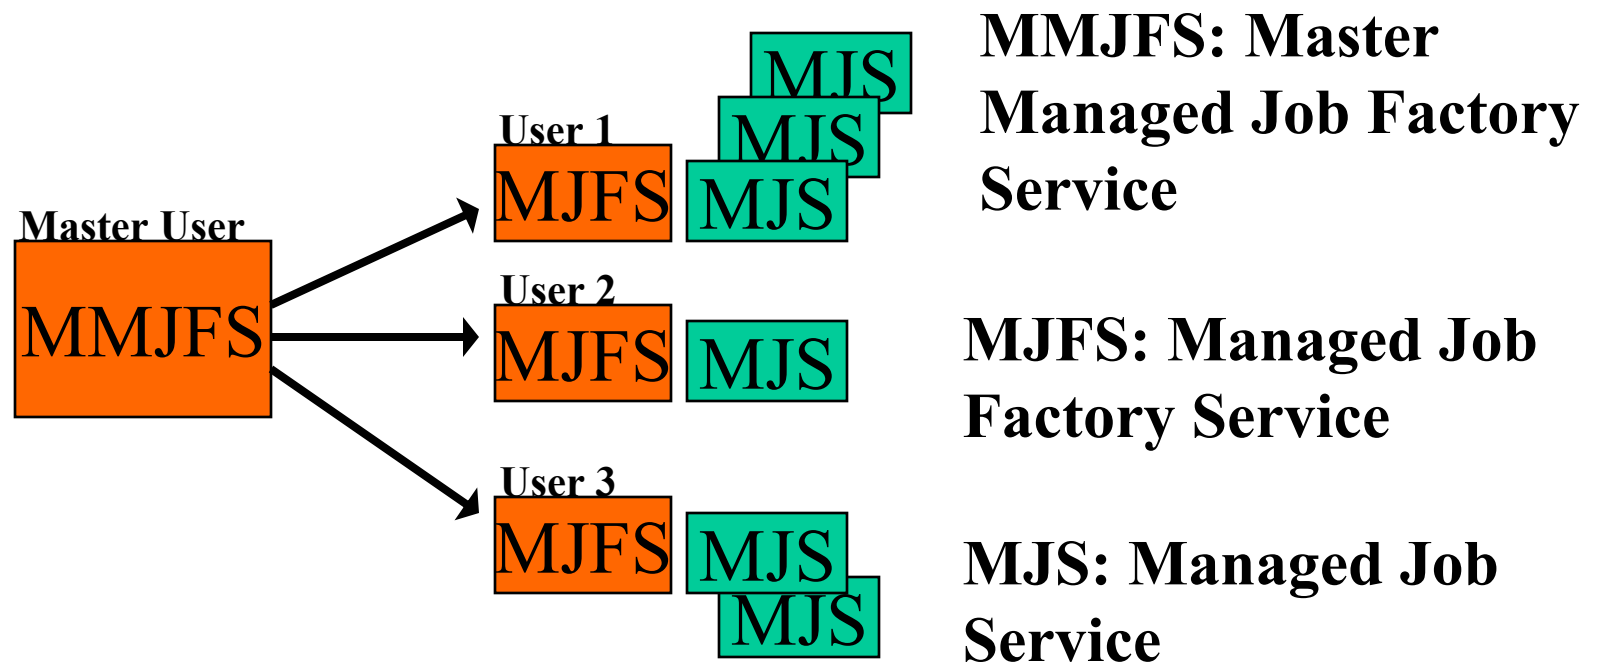 Master User
MMJFS
User 1
MJFS
MJS
MJS
MJS
User 2
MJFS
MJS
User 3
MJFS
MJS
MJS
MMJFS: Master
Managed Job Factory
Service
MJFS: Managed Job
Factory Service
MJS: Managed Job
Service